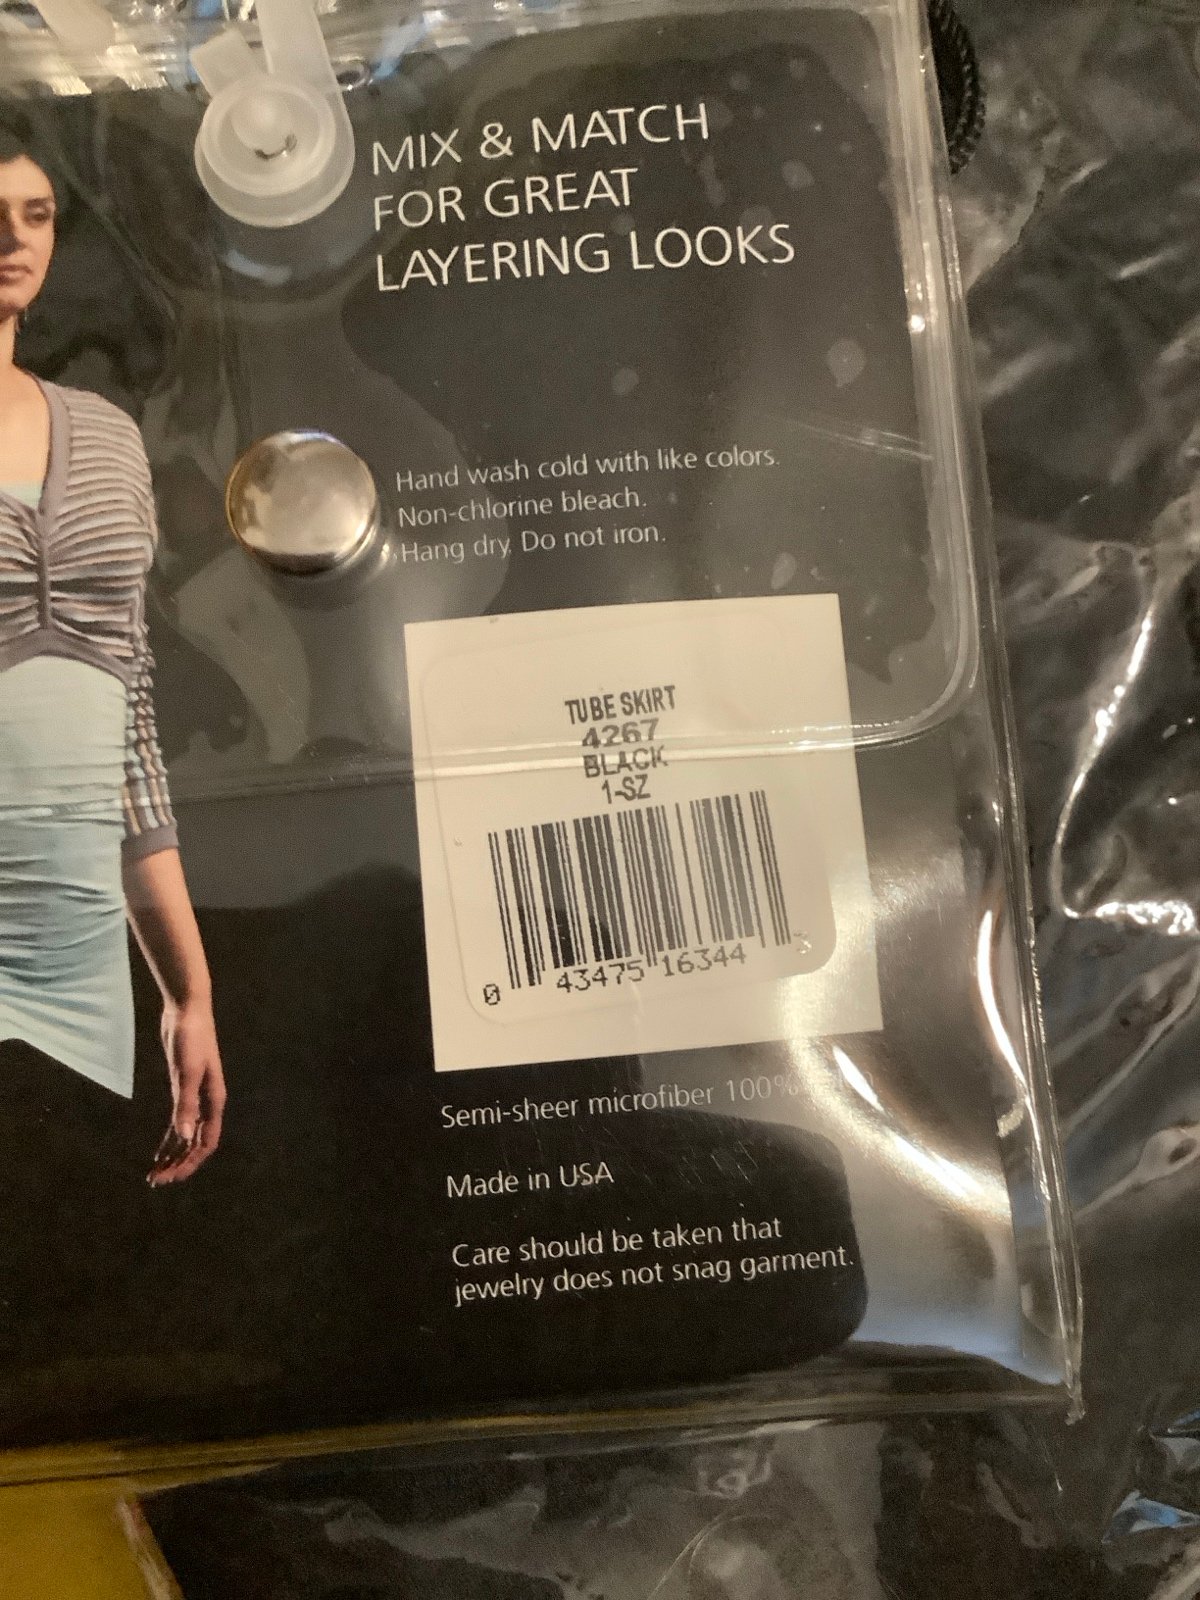 MIX & MATCH
FOR GREAT
LAYERING LOOKS
Hand wash cold with like colors.
Non-chlorine bleach.
Hang dry. Do not iron.
TUBE SKIRT
4267
BLACK
1-SZ
0 43475 16344 3
Semi-sheer microfiber 100%
Made in USA
Care should be taken that
jewelry does not snag garment.